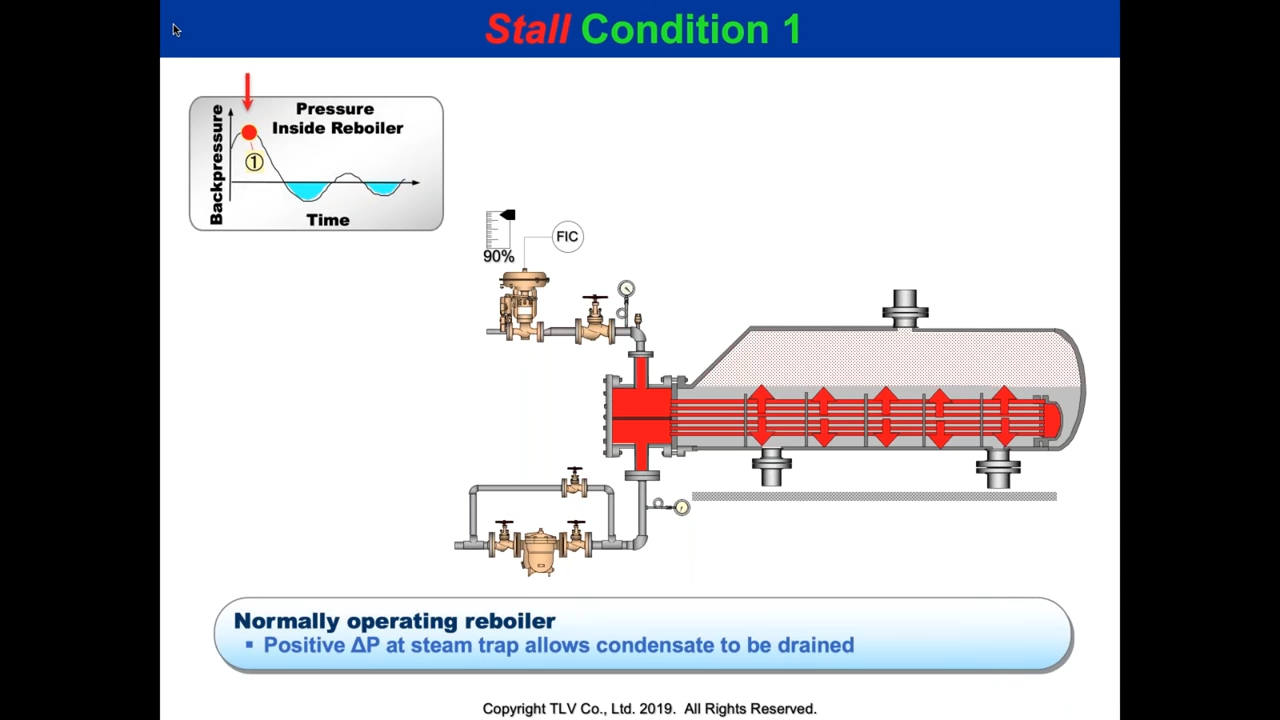 Stall Condition 1
Pressure
Inside Reboiler
Backpressure
①
Time
FIC
90%
Normally operating reboiler
▪ Positive ΔP at steam trap allows condensate to be drained
Copyright TLV Co., Ltd. 2019. All Rights Reserved.